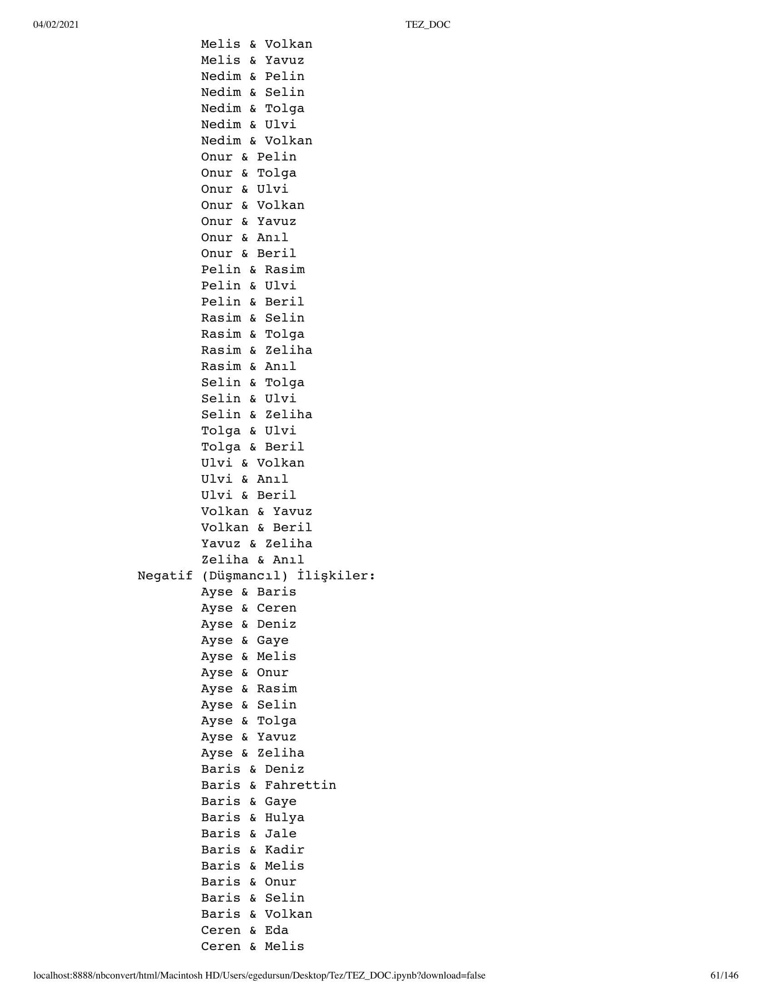 04/02/2021 TEZ_DOC
Melis & Volkan
Melis & Yavuz
Nedim & Pelin
Nedim & Selin
Nedim & Tolga
Nedim & Ulvi
Nedim & Volkan
Onur & Pelin
Onur & Tolga
Onur & Ulvi
Onur & Volkan
Onur & Yavuz
Onur & Anıl
Onur & Beril
Pelin & Rasim
Pelin & Ulvi
Pelin & Beril
Rasim & Selin
Rasim & Tolga
Rasim & Zeliha
Rasim & Anıl
Selin & Tolga
Selin & Ulvi
Selin & Zeliha
Tolga & Ulvi
Tolga & Beril
Ulvi & Volkan
Ulvi & Anıl
Ulvi & Beril
Volkan & Yavuz
Volkan & Beril
Yavuz & Zeliha
Zeliha & Anıl
Negatif (Düşmancıl) İlişkiler:
Ayse & Baris
Ayse & Ceren
Ayse & Deniz
Ayse & Gaye
Ayse & Melis
Ayse & Onur
Ayse & Rasim
Ayse & Selin
Ayse & Tolga
Ayse & Yavuz
Ayse & Zeliha
Baris & Deniz
Baris & Fahrettin
Baris & Gaye
Baris & Hulya
Baris & Jale
Baris & Kadir
Baris & Melis
Baris & Onur
Baris & Selin
Baris & Volkan
Ceren & Eda
Ceren & Melis
localhost:8888/nbconvert/html/Macintosh HD/Users/egedursun/Desktop/Tez/TEZ_DOC.ipynb?download=false 61/146